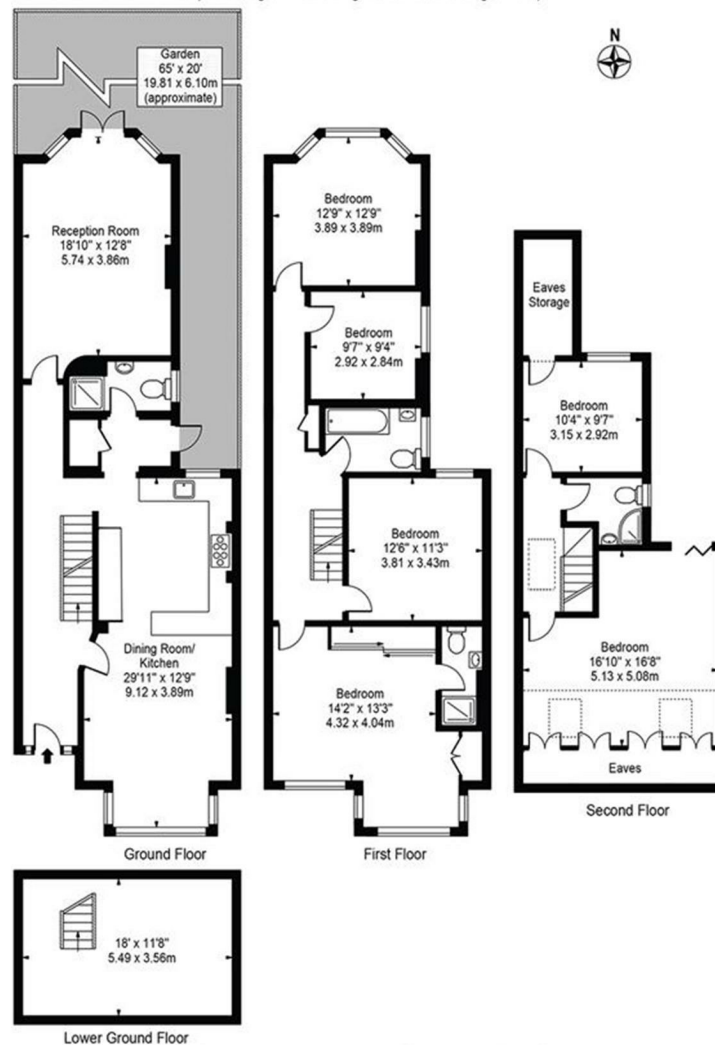 N
Garden
65' x 20'
19.81 x 6.10m
(approximate)
Reception Room
18'10" x 12'8"
5.74 x 3.86m
Dining Room/
Kitchen
29'11" x 12'9"
9.12 x 3.89m
Ground Floor
Bedroom
12'9" x 12'9"
3.89 x 3.89m
Bedroom
9'7" x 9'4"
2.92 x 2.84m
Bedroom
12'6" x 11'3"
3.81 x 3.43m
Bedroom
14'2" x 13'3"
4.32 x 4.04m
First Floor
Eaves
Storage
Bedroom
10'4" x 9'7"
3.15 x 2.92m
Bedroom
16'10" x 16'8"
5.13 x 5.08m
Eaves
Second Floor
18' x 11'8"
5.49 x 3.56m
Lower Ground Floor